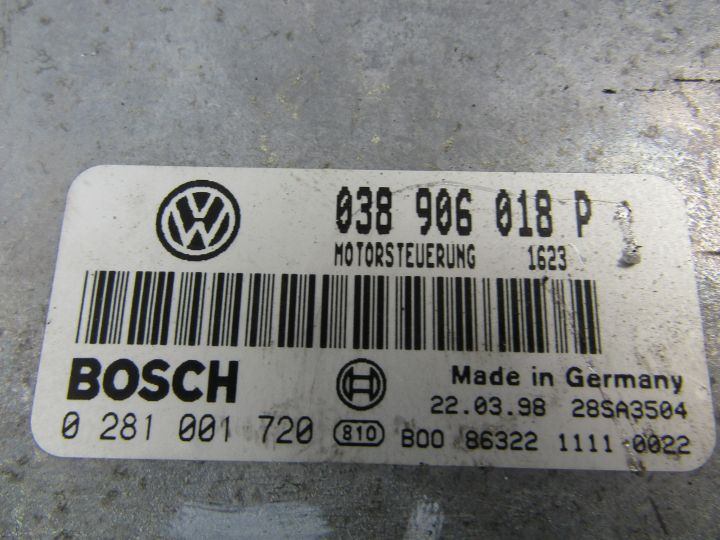 038 906 018 P
MOTORSTEUERUNG 1623
BOSCH
Made in Germany
22.03.98 28SA3504
0 281 001 720 810 B00 86322 1111 0022